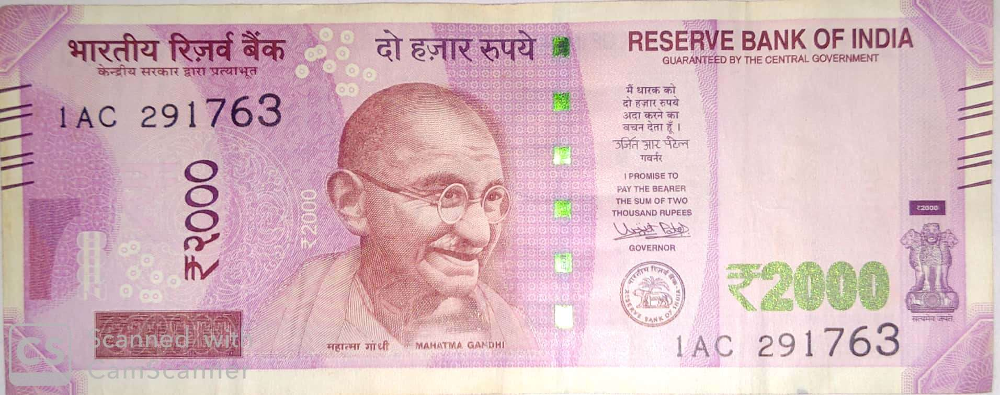 भारतीय रिज़र्व बैंक
केन्द्रीय सरकार द्वारा प्रत्याभूत
1AC 291763
₹२०००
₹2000
दो हज़ार रुपये
महात्मा गांधी MAHATMA GANDHI
RESERVE BANK OF INDIA
GUARANTEED BY THE CENTRAL GOVERNMENT
मैं धारक को
दो हज़ार रुपये
अदा करने का
वचन देता हूँ ।
उर्जित आर पटेल
गवर्नर
I PROMISE TO
PAY THE BEARER
THE SUM OF TWO
THOUSAND RUPEES
Urjit Patel
GOVERNOR
भारतीय रिज़र्व बैंक
RESERVE BANK OF INDIA
₹2000
₹2000
सत्यमेव जयते
1AC 291763
CS
Scanned with
CamScanner